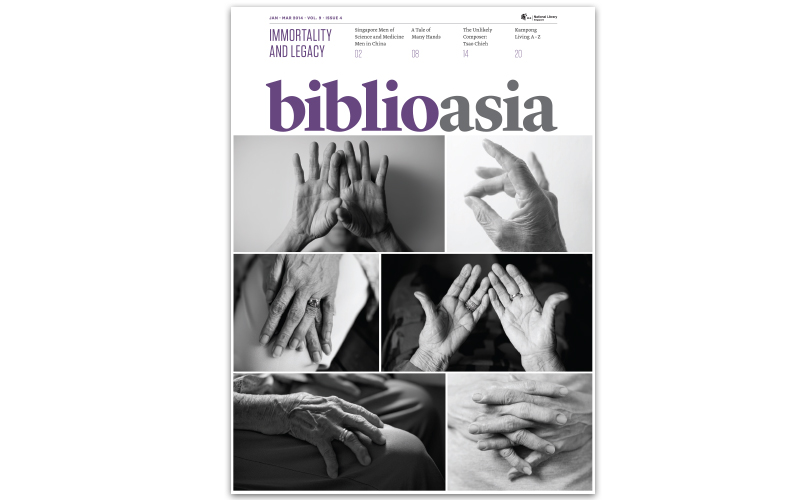 JAN - MAR 2014 · VOL. 9 · ISSUE 4
National Library
Singapore
IMMORTALITY
AND LEGACY
Singapore Men of
Science and Medicine
Men in China
02
A Tale of
Many Hands
08
The Unlikely
Composer:
Tsao Chieh
14
Kampong
Living A–Z
20
biblioasia